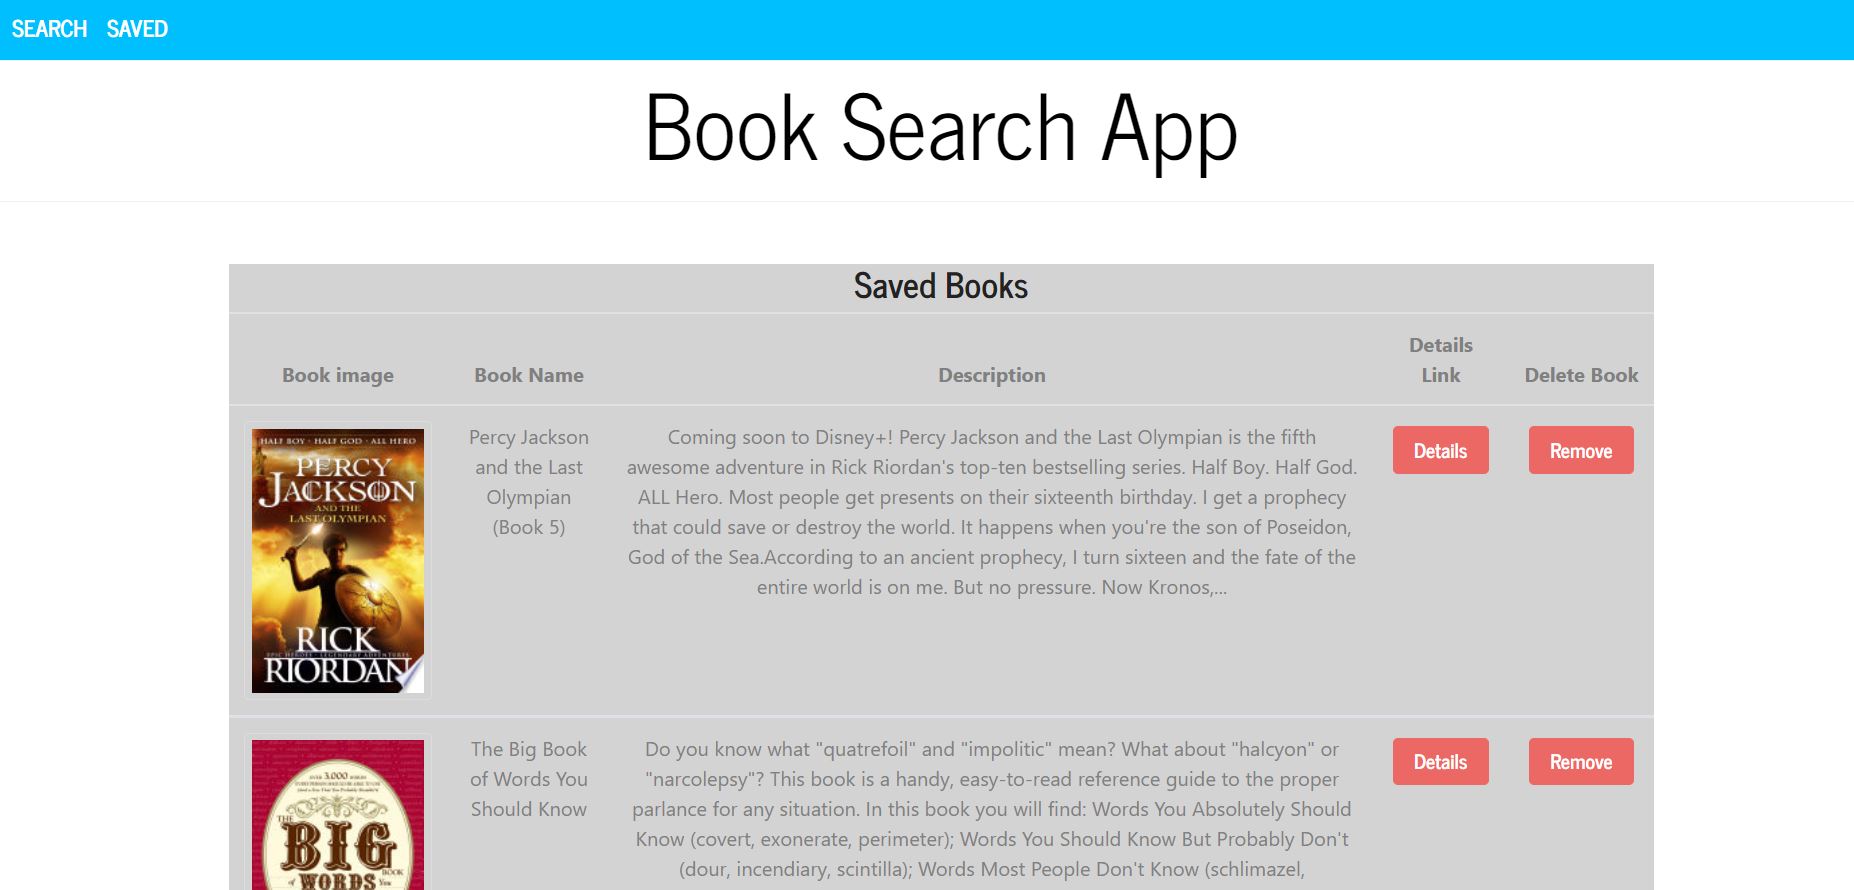 SEARCH SAVED
Book Search App
Saved Books
Book image Book Name Description Details Link Delete Book
HALF BOY · HALF GOD · ALL HERO
PERCY
JACKSON
AND THE
LAST OLYMPIAN
RICK
RIORDAN
Percy Jackson
and the Last
Olympian
(Book 5)
Coming soon to Disney+! Percy Jackson and the Last Olympian is the fifth
awesome adventure in Rick Riordan's top-ten bestselling series. Half Boy. Half God.
ALL Hero. Most people get presents on their sixteenth birthday. I get a prophecy
that could save or destroy the world. It happens when you're the son of Poseidon,
God of the Sea.According to an ancient prophecy, I turn sixteen and the fate of the
entire world is on me. But no pressure. Now Kronos,...
Details
Remove
THE
BIG
BOOK
of WORDS You
The Big Book
of Words You
Should Know
Do you know what "quatrefoil" and "impolitic" mean? What about "halcyon" or
"narcolepsy"? This book is a handy, easy-to-read reference guide to the proper
parlance for any situation. In this book you will find: Words You Absolutely Should
Know (covert, exonerate, perimeter); Words You Should Know But Probably Don't
(dour, incendiary, scintilla); Words Most People Don't Know (schlimazel,
Details
Remove